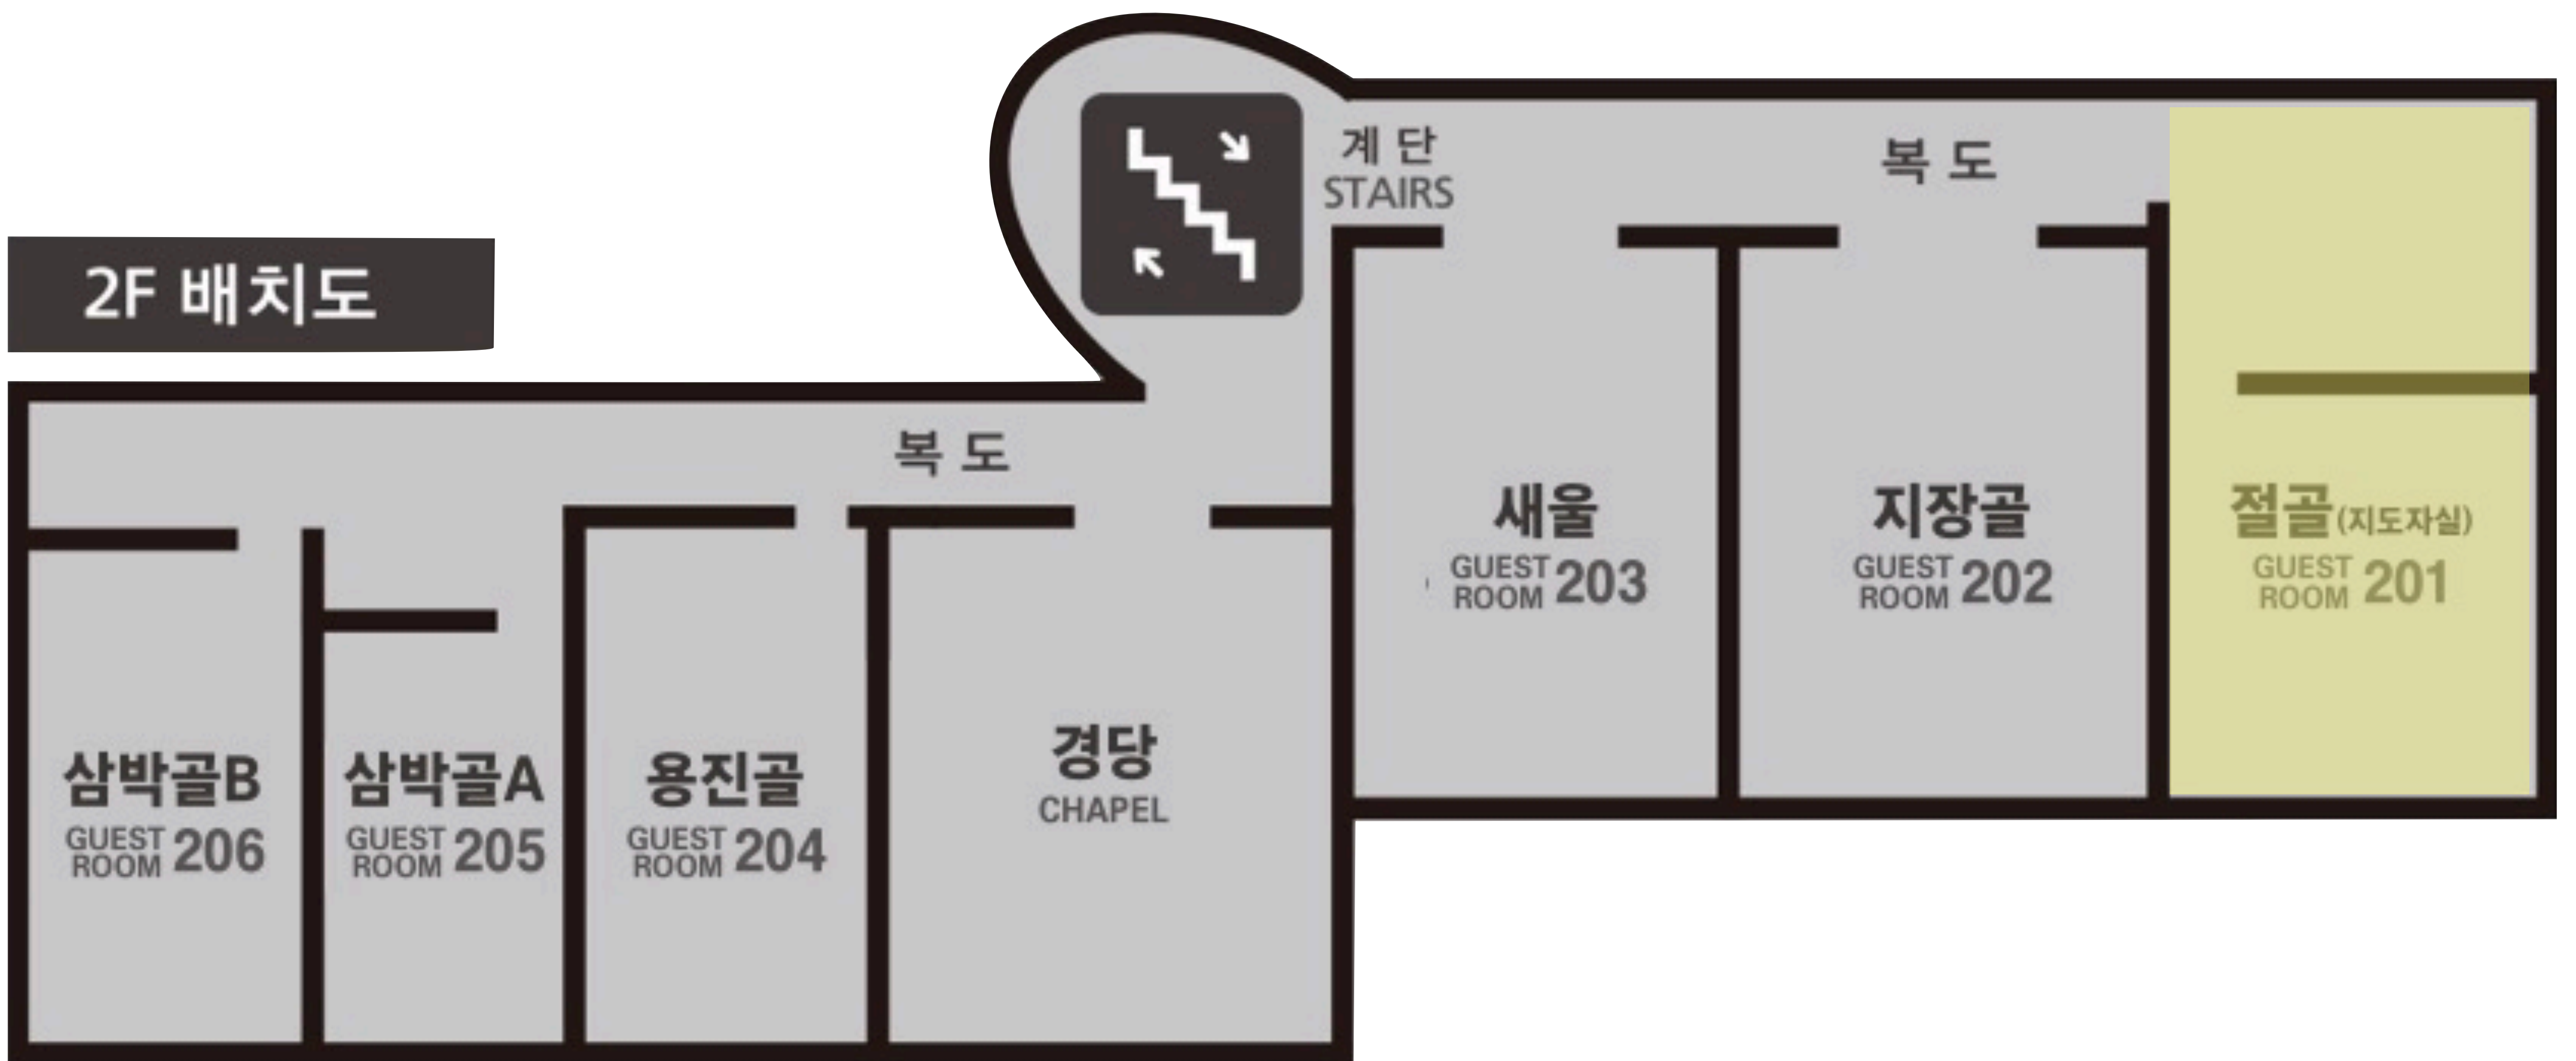 계 단
STAIRS
복 도
2F 배치도
복 도
새울
GUEST ROOM 203
지장골
GUEST ROOM 202
절골(지도자실)
GUEST ROOM 201
삼박골B
GUEST ROOM 206
삼박골A
GUEST ROOM 205
용진골
GUEST ROOM 204
경당
CHAPEL